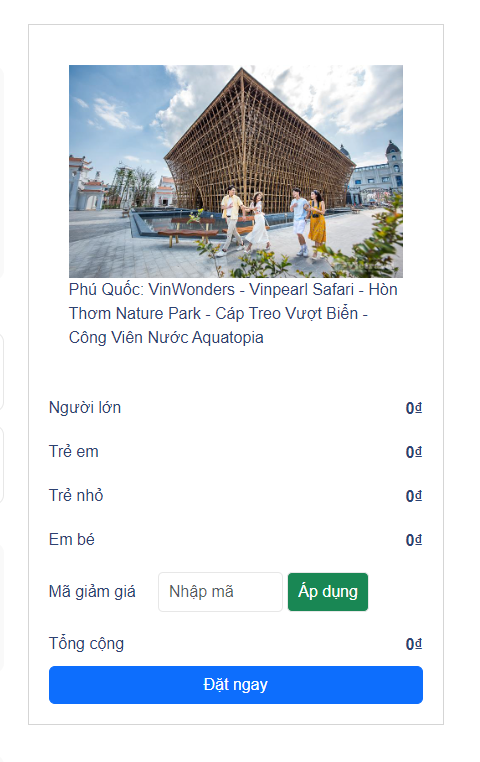 Phú Quốc: VinWonders - Vinpearl Safari - Hòn
Thơm Nature Park - Cáp Treo Vượt Biển -
Công Viên Nước Aquatopia
Người lớn 0₫
Trẻ em 0₫
Trẻ nhỏ 0₫
Em bé 0₫
Mã giảm giá Nhập mã Áp dụng
Tổng cộng 0₫
Đặt ngay